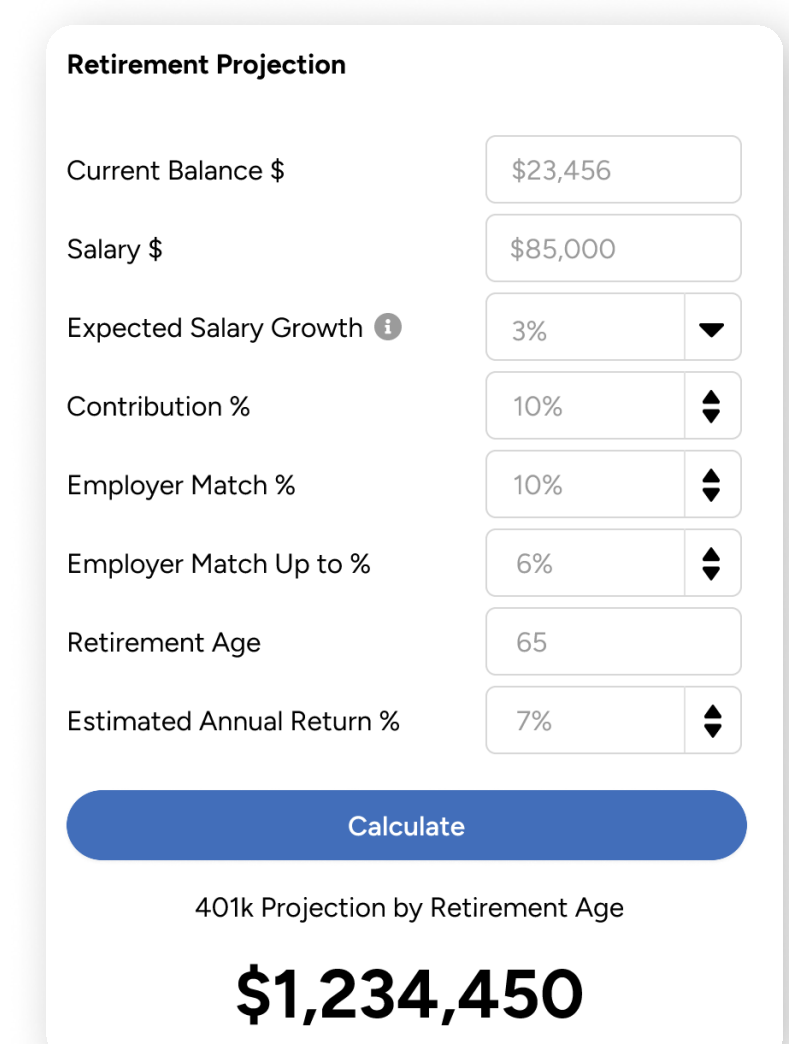 Retirement Projection
Current Balance $ $23,456
Salary $ $85,000
Expected Salary Growth i 3%
Contribution % 10%
Employer Match % 10%
Employer Match Up to % 6%
Retirement Age 65
Estimated Annual Return % 7%
Calculate
401k Projection by Retirement Age
$1,234,450